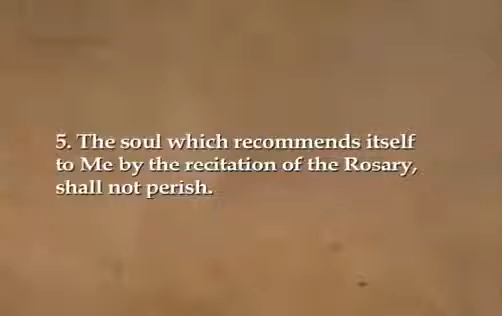 5. The soul which recommends itself
to Me by the recitation of the Rosary,
shall not perish.